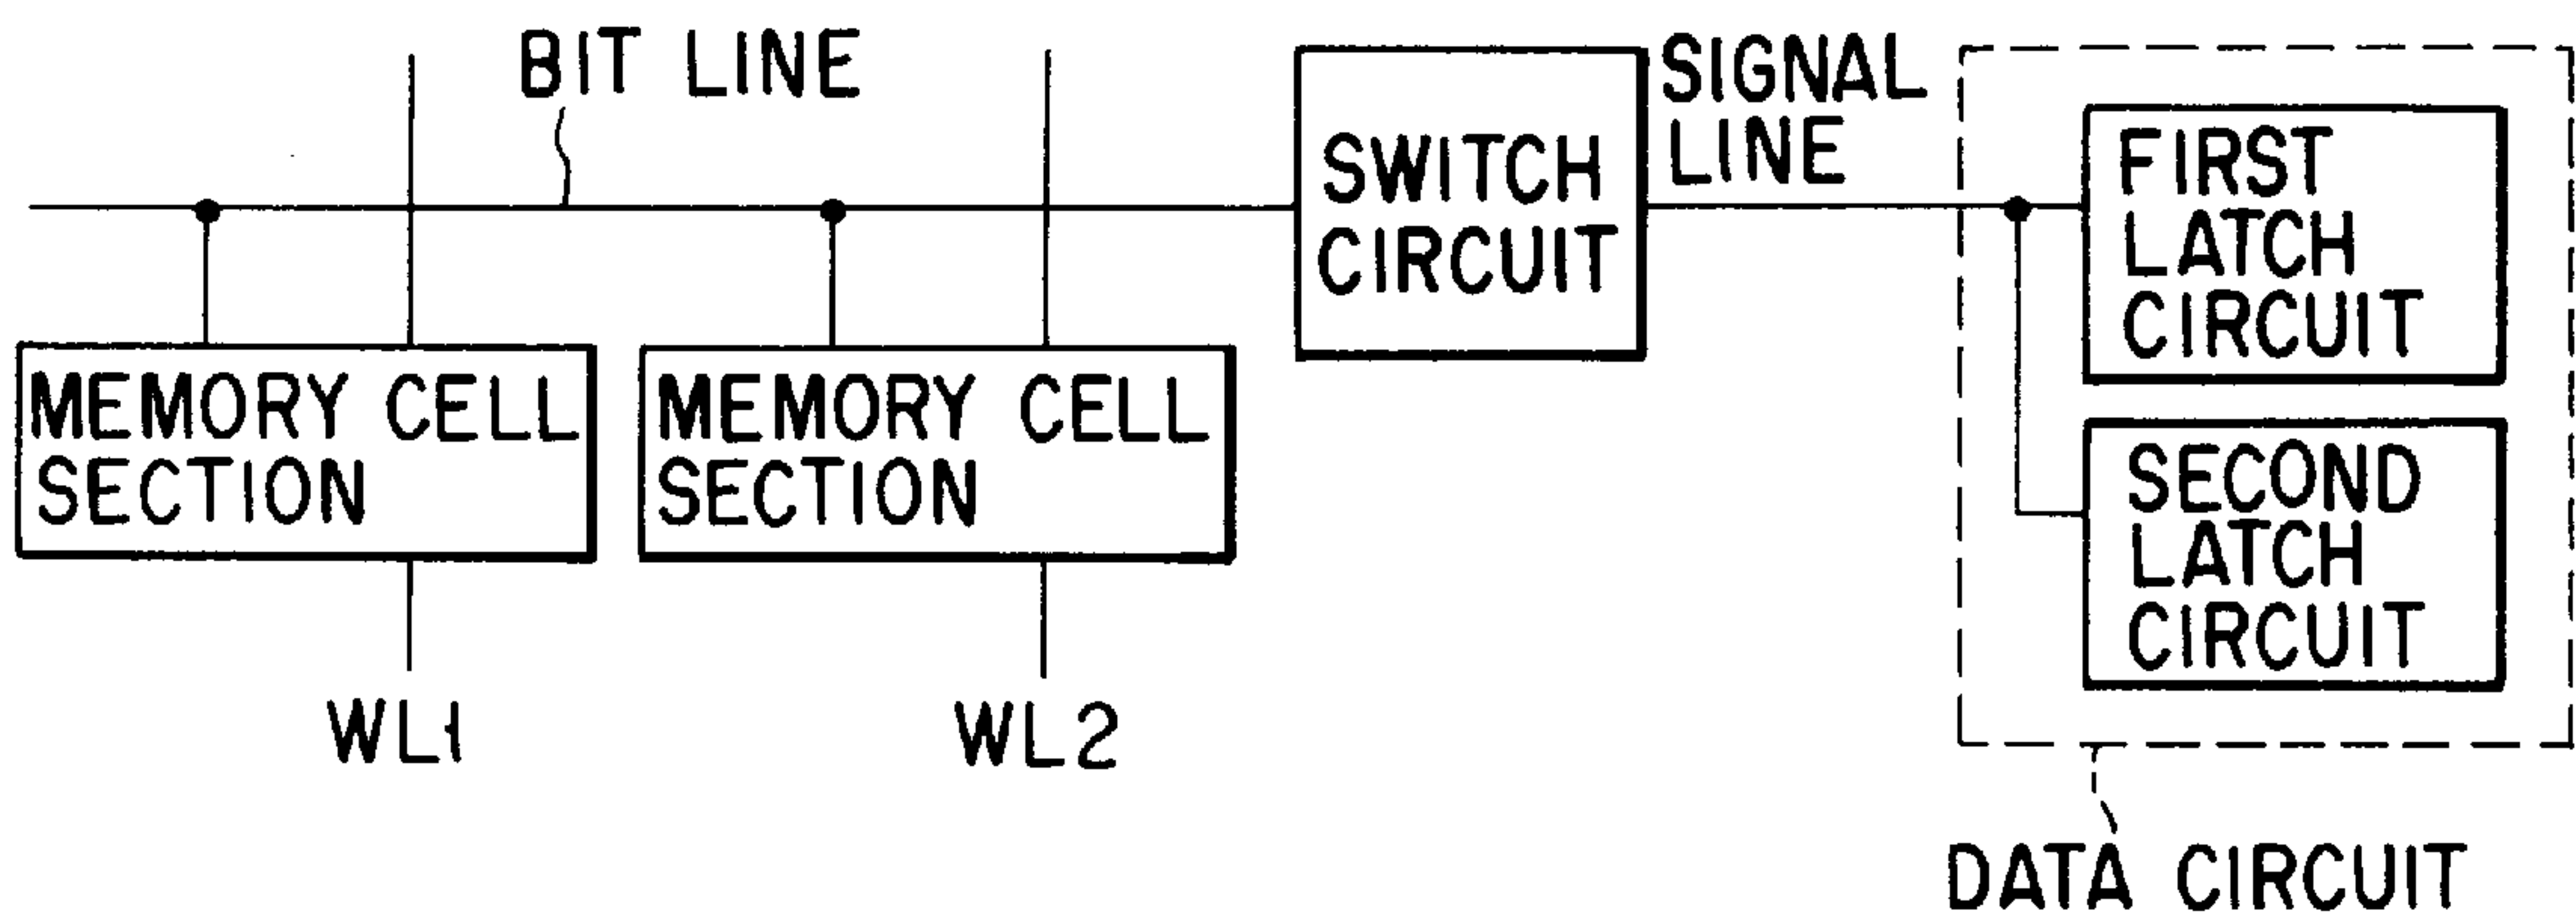 BIT LINE
SIGNAL
LINE
SWITCH
CIRCUIT
FIRST
LATCH
CIRCUIT
MEMORY CELL
SECTION
MEMORY CELL
SECTION
SECOND
LATCH
CIRCUIT
WL1
WL2
DATA CIRCUIT